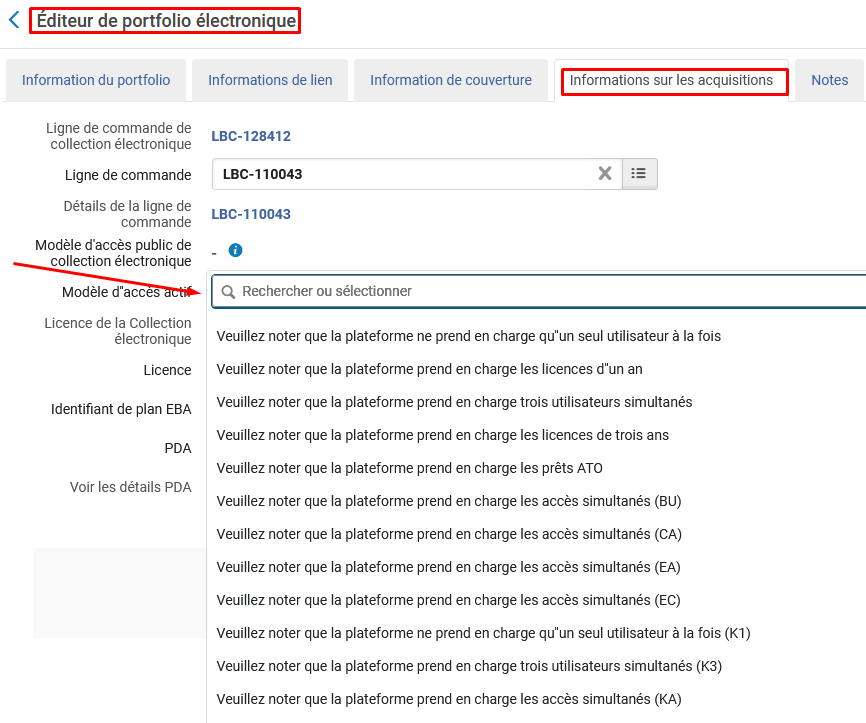 Éditeur de portfolio électronique
Information du portfolio
Informations de lien
Information de couverture
Informations sur les acquisitions
Notes
Ligne de commande de
collection électronique
LBC-128412
Ligne de commande
LBC-110043
Détails de la ligne de
commande
LBC-110043
Modèle d'accès public de
collection électronique
-
Modèle d"accès actif
Rechercher ou sélectionner
Licence de la Collection
électronique
Licence
Identifiant de plan EBA
PDA
Voir les détails PDA
Veuillez noter que la plateforme ne prend en charge qu"un seul utilisateur à la fois
Veuillez noter que la plateforme prend en charge les licences d"un an
Veuillez noter que la plateforme prend en charge trois utilisateurs simultanés
Veuillez noter que la plateforme prend en charge les licences de trois ans
Veuillez noter que la plateforme prend en charge les prêts ATO
Veuillez noter que la plateforme prend en charge les accès simultanés (BU)
Veuillez noter que la plateforme prend en charge les accès simultanés (CA)
Veuillez noter que la plateforme prend en charge les accès simultanés (EA)
Veuillez noter que la plateforme prend en charge les accès simultanés (EC)
Veuillez noter que la plateforme ne prend en charge qu"un seul utilisateur à la fois (K1)
Veuillez noter que la plateforme prend en charge trois utilisateurs simultanés (K3)
Veuillez noter que la plateforme prend en charge les accès simultanés (KA)